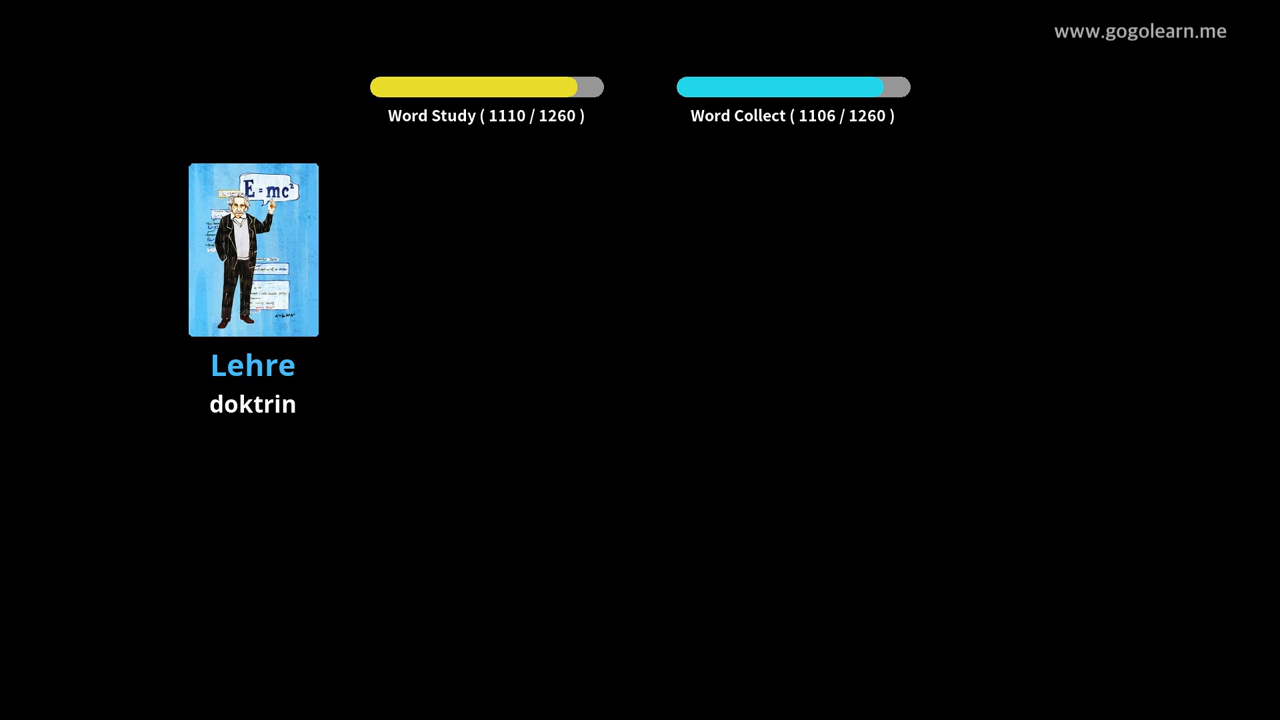 www.gogolearn.me
Word Study ( 1110 / 1260 )
Word Collect ( 1106 / 1260 )
E=mc²
Lehre
doktrin